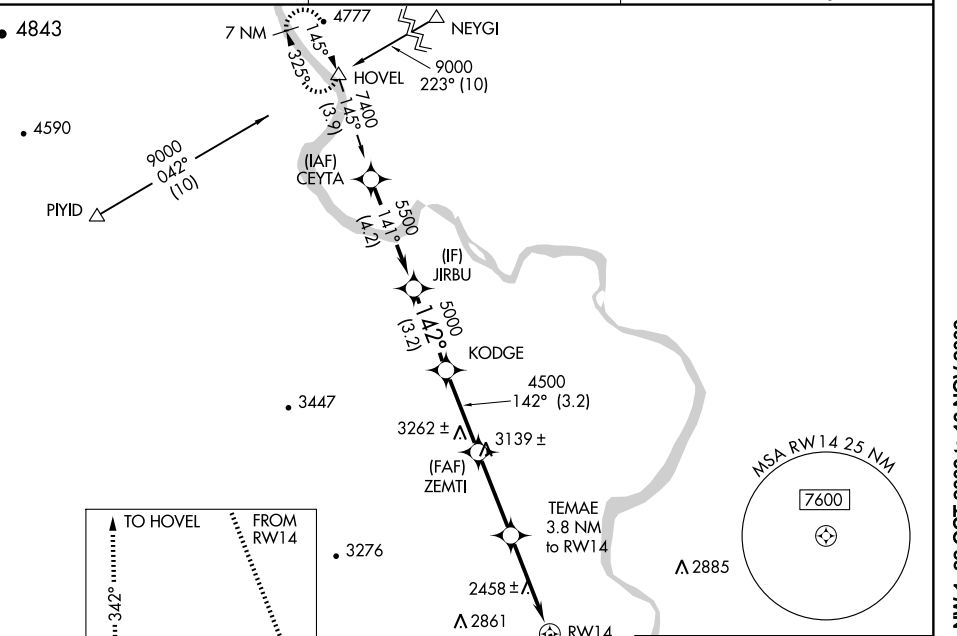 4843
4777
7 NM
145°
325°
NEYGI
9000
223° (10)
HOVEL
7400
145°
(3.9)
4590
9000
042°
(10)
PIYID
(IAF)
CEYTA
5500
141°
(4.2)
(IF)
JIRBU
5000
142°
(3.2)
KODGE
4500
142° (3.2)
3447
3262 ±
3139 ±
(FAF)
ZEMTI
MSA RW14 25 NM
7600
TEMAE
3.8 NM
to RW14
TO HOVEL
FROM
RW14
342°
3276
2885
2458 ±
2861
RW14